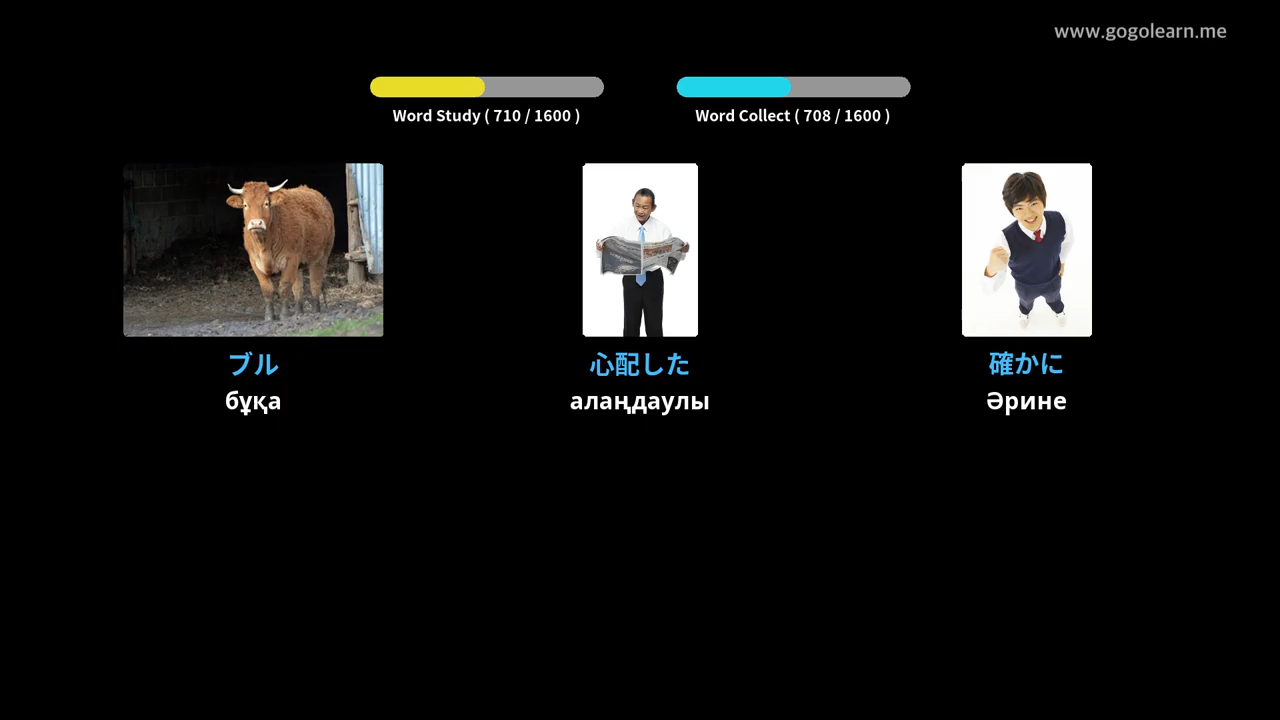 www.gogolearn.me
Word Study ( 710 / 1600 )
Word Collect ( 708 / 1600 )
ブル
бұқа
心配した
алаңдаулы
確かに
Әрине